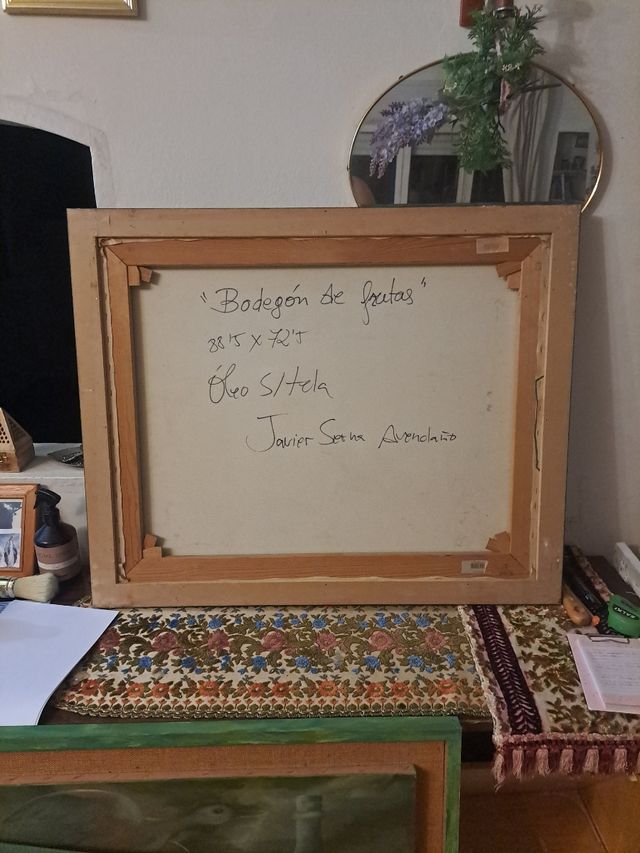 "Bodegón de frutas"
88'5 x 72'5
Óleo S/tela
Javier Serna Avendaño